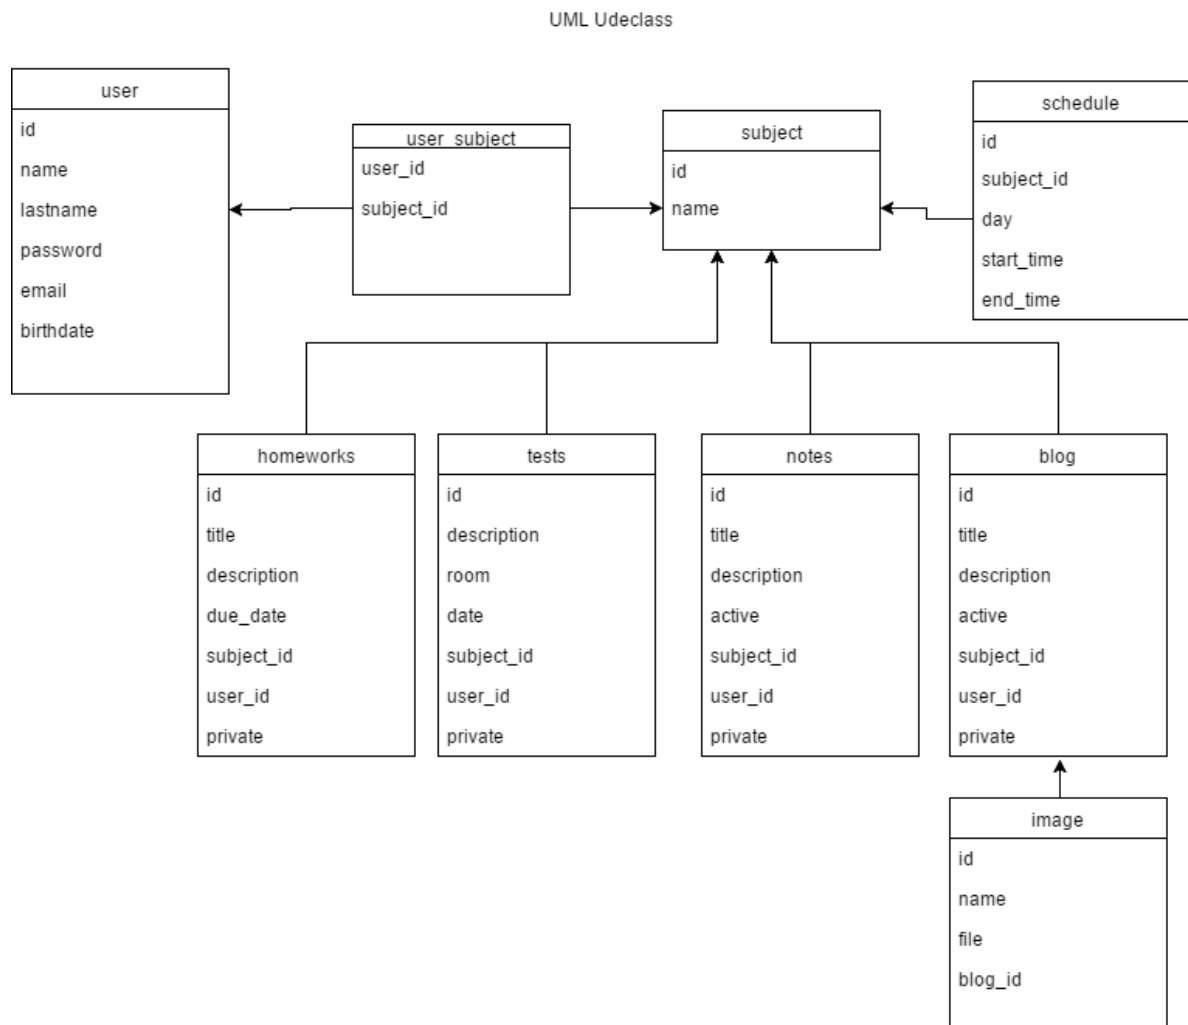 UML Udeclass
user
id
name
lastname
password
email
birthdate
user_subject
user_id
subject_id
subject
id
name
schedule
id
subject_id
day
start_time
end_time
homeworks
id
title
description
due_date
subject_id
user_id
private
tests
id
description
room
date
subject_id
user_id
private
notes
id
title
description
active
subject_id
user_id
private
blog
id
title
description
active
subject_id
user_id
private
image
id
name
file
blog_id